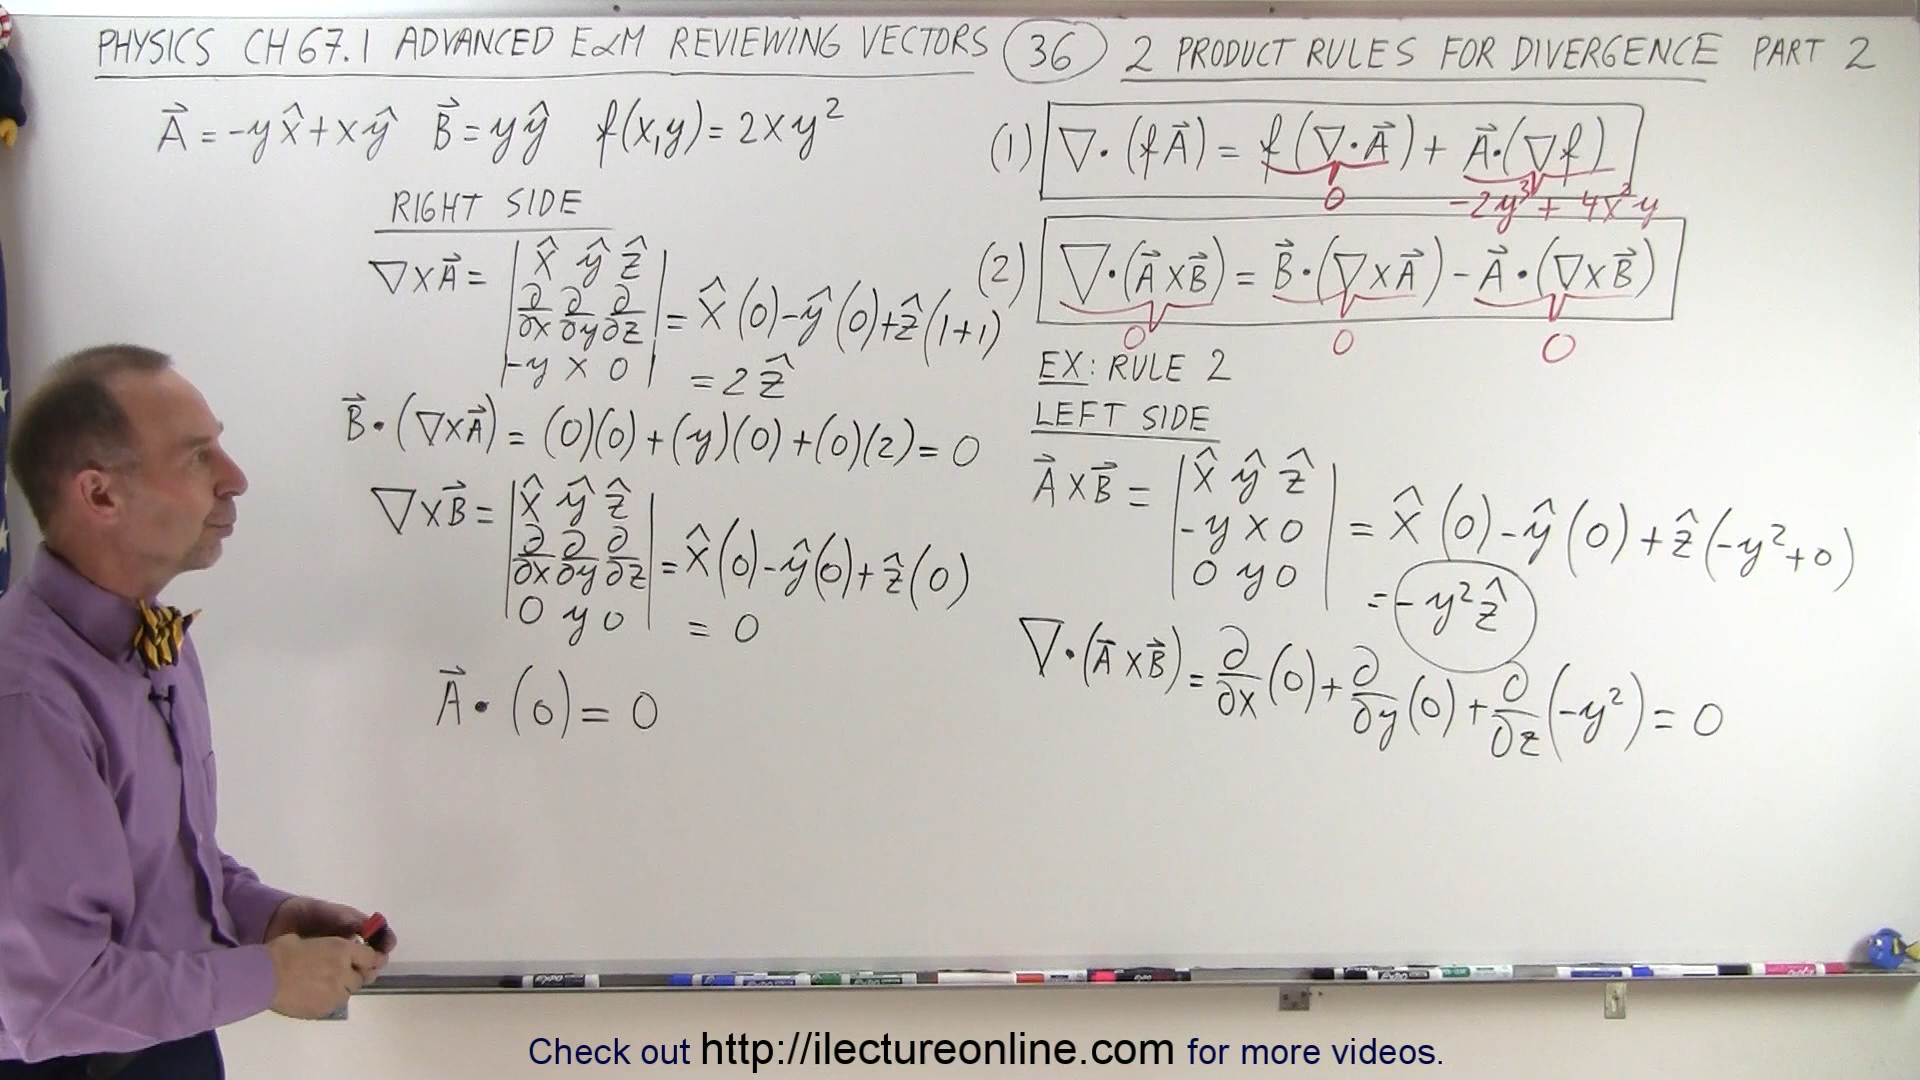 PHYSICS CH 67.1 ADVANCED E&M REVIEWING VECTORS (36) 2 PRODUCT RULES FOR DIVERGENCE PART 2
A⃗ = -yx̂ + xŷ B⃗ = yŷ f(x,y) = 2xy²
RIGHT SIDE
∇×A⃗ = | x̂ ŷ ẑ |
| ∂/∂x ∂/∂y ∂/∂z | = x̂(0) - ŷ(0) + ẑ(1+1)
| -y x 0 | = 2ẑ
B⃗·(∇×A⃗) = (0)(0) + (y)(0) + (0)(2) = 0
∇×B⃗ = | x̂ ŷ ẑ |
| ∂/∂x ∂/∂y ∂/∂z | = x̂(0) - ŷ(0) + ẑ(0)
| 0 y 0 | = 0
A⃗·(0) = 0
(1) ∇·(fA⃗) = f(∇·A⃗) + A⃗·(∇f)
0 -2y³ + 4x²y
(2) ∇·(A⃗×B⃗) = B⃗·(∇×A⃗) - A⃗·(∇×B⃗)
0 0 0
EX: RULE 2
LEFT SIDE
A⃗×B⃗ = | x̂ ŷ ẑ |
| -y x 0 | = x̂(0) - ŷ(0) + ẑ(-y²+0)
| 0 y 0 | = -y²ẑ
∇·(A⃗×B⃗) = ∂/∂x(0) + ∂/∂y(0) + ∂/∂z(-y²) = 0
Check out http://ilectureonline.com for more videos.